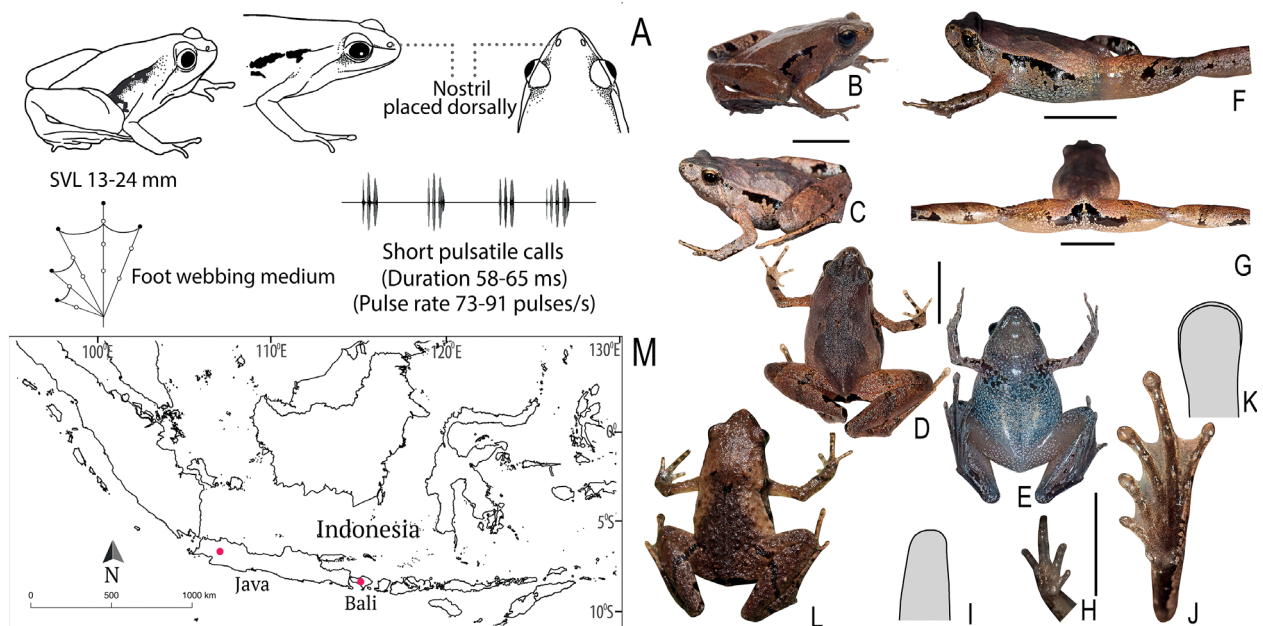 A
Nostril
placed dorsally
B
F
SVL 13-24 mm
C
Foot webbing medium
Short pulsatile calls
(Duration 58-65 ms)
(Pulse rate 73-91 pulses/s)
G
M
100°E
110°E
120°E
130°E
0°
5°S
10°S
Indonesia
Java
Bali
N
0
500
1000 km
D
E
K
L
I
H
J